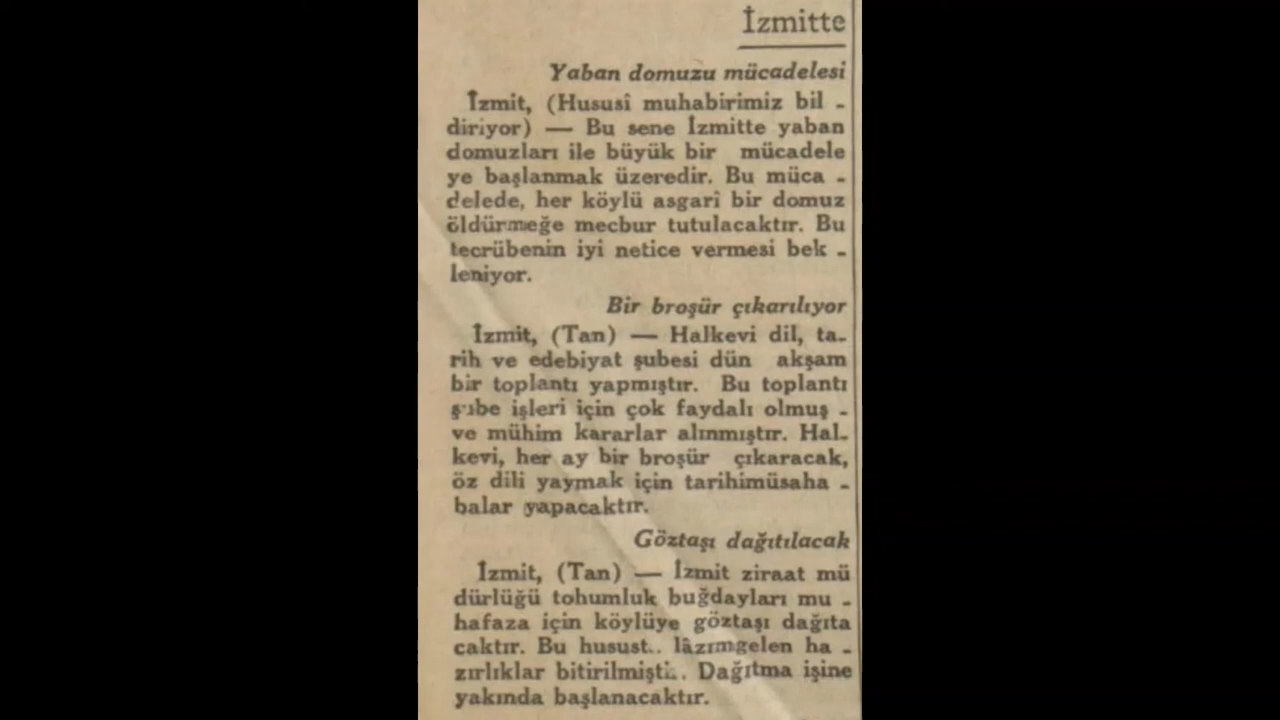 İzmitte
Yaban domuzu mücadelesi
İzmit, (Hususî muhabirimiz bil -
diriyor) — Bu sene İzmitte yaban
domuzları ile büyük bir mücadele
ye başlanmak üzeredir. Bu müca -
delede, her köylü asgarî bir domuz
öldürmeğe mecbur tutulacaktır. Bu
tecrübenin iyi netice vermesi bek -
leniyor.
Bir broşür çıkarılıyor
İzmit, (Tan) — Halkevi dil, ta-
rih ve edebiyat şubesi dün akşam
bir toplantı yapmıştır. Bu toplantı
şube işleri için çok faydalı olmuş -
ve mühim kararlar alınmıştır. Hal-
kevi, her ay bir broşür çıkaracak,
öz dili yaymak için tarihimüsaha -
balar yapacaktır.
Göztaşı dağıtılacak
İzmit, (Tan) — İzmit ziraat mü
dürlüğü tohumluk buğdayları mu -
hafaza için köylüye göztaşı dağıta
caktır. Bu husust.. lâzımgelen ha -
zırlıklar bitirilmişti.. Dağıtma işine
yakında başlanacaktır.